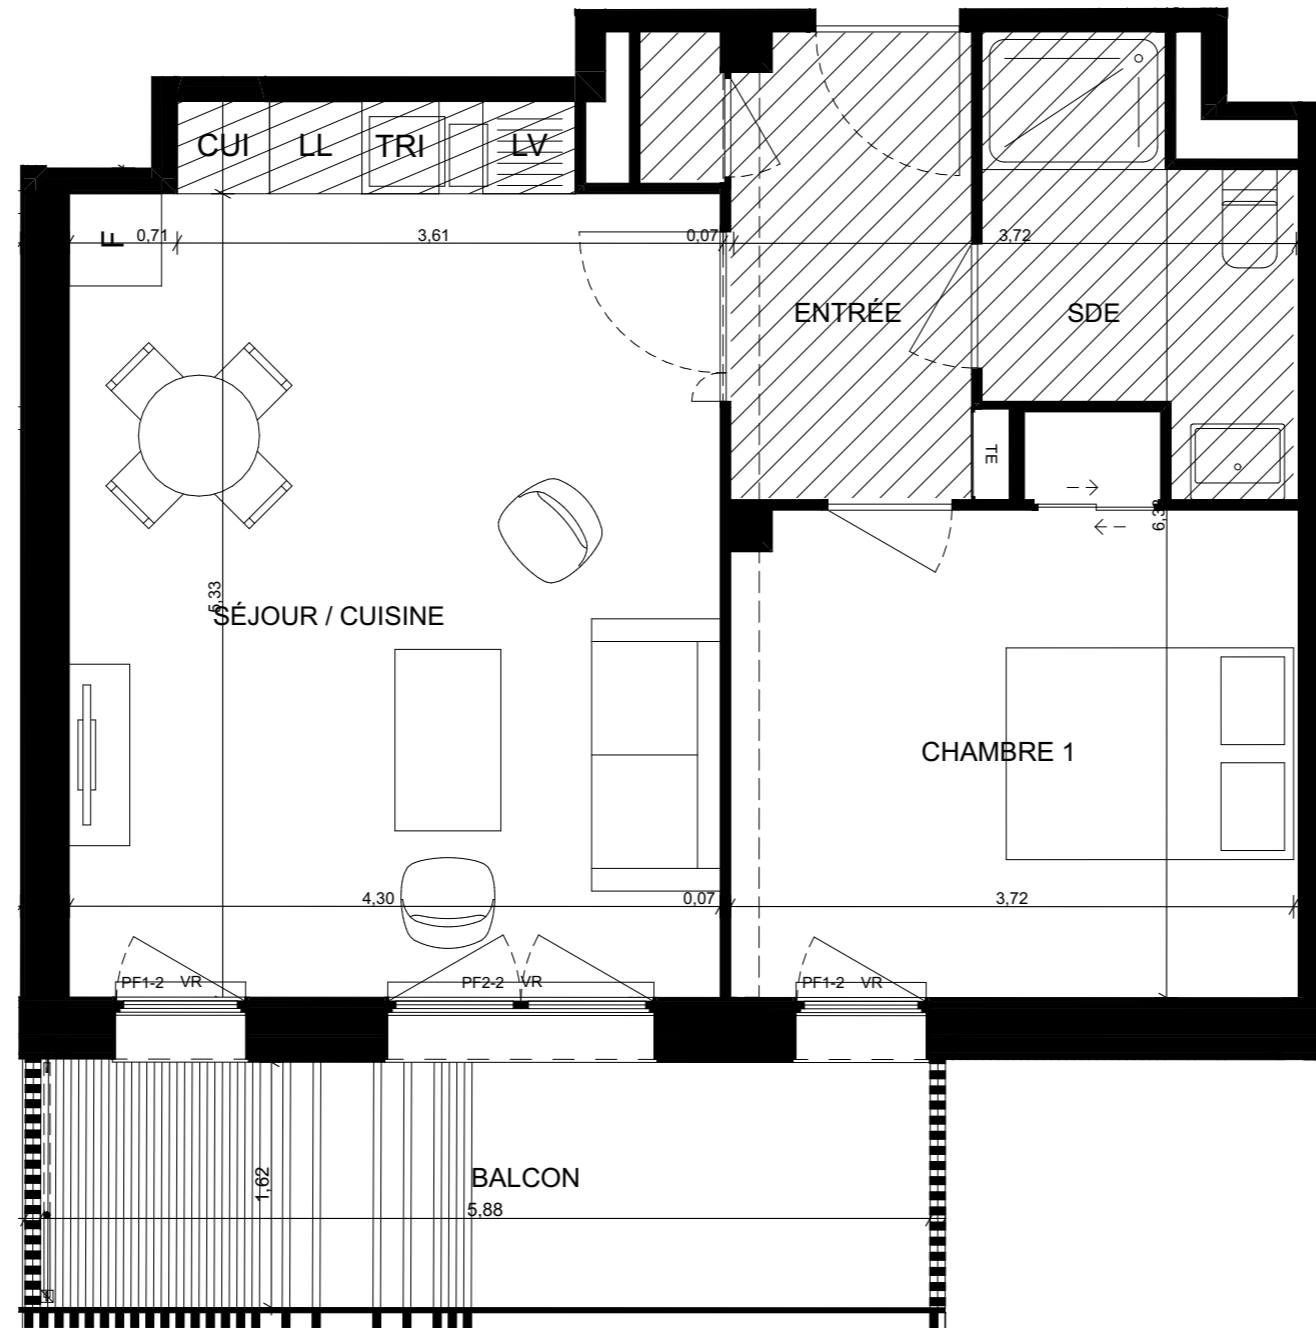 CUI LL TRI LV
F 0,71 3,61 0,07 3,72
ENTRÉE SDE
TE
5,33
SÉJOUR / CUISINE
CHAMBRE 1
4,30 0,07 3,72
PF1-2 VR PF2-2 VR PF1-2 VR
1,62
BALCON
5,88